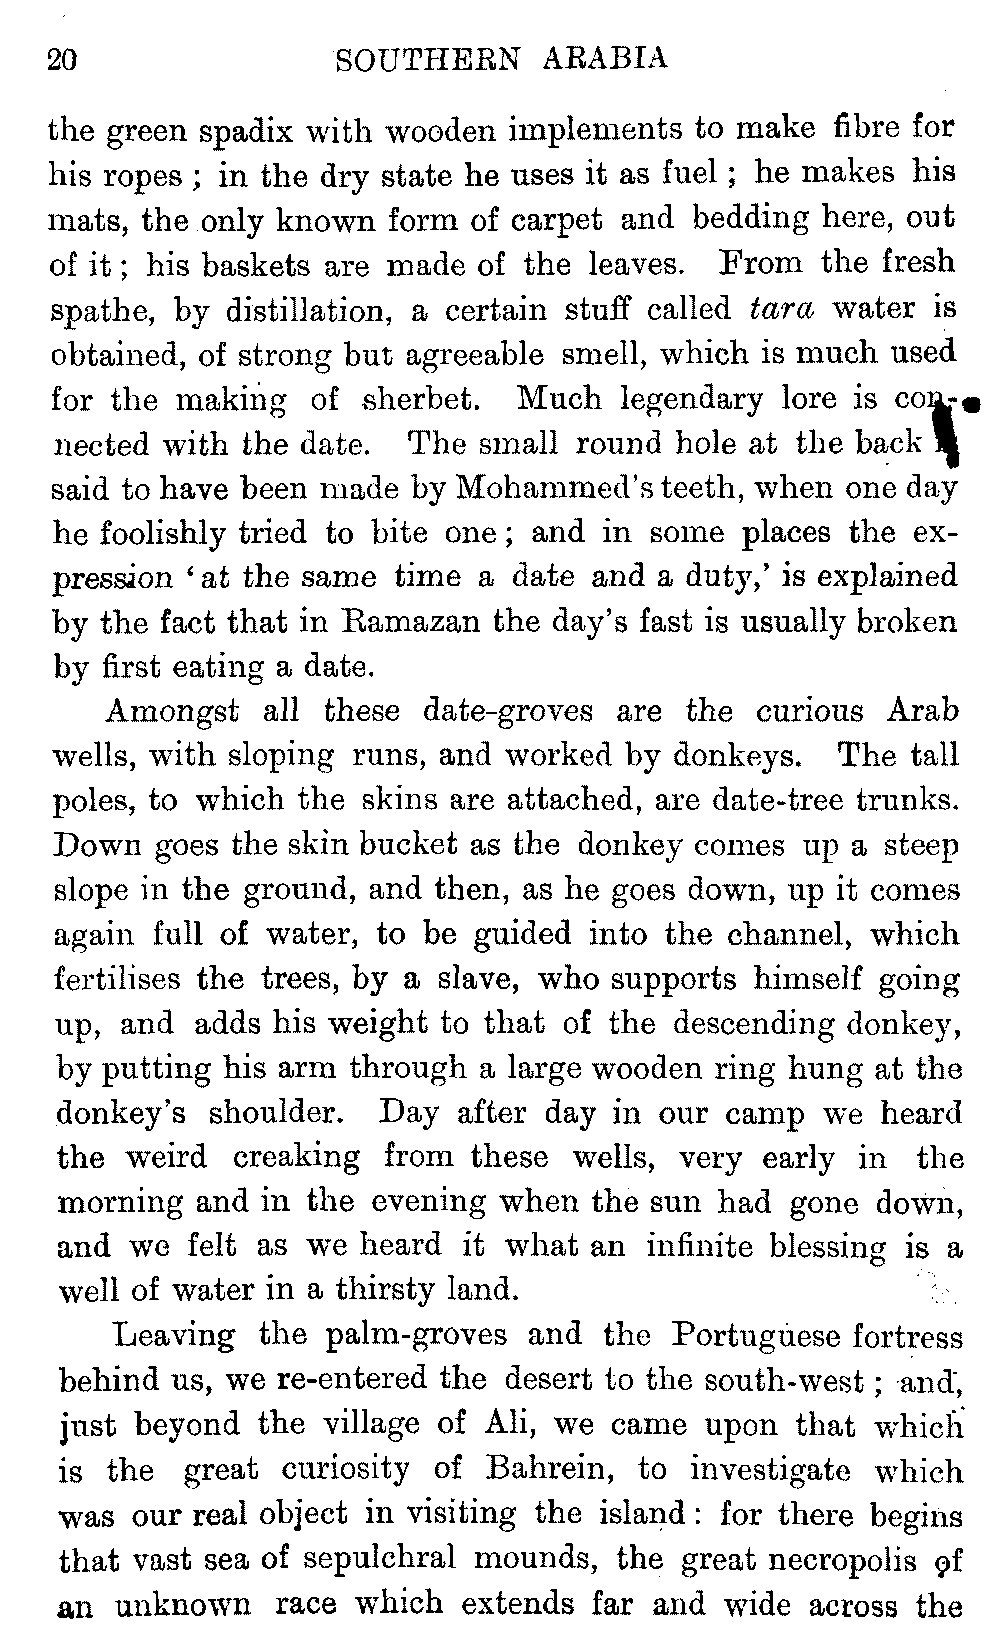 20 SOUTHERN ARABIA
the green spadix with wooden implements to make fibre for
his ropes ; in the dry state he uses it as fuel ; he makes his
mats, the only known form of carpet and bedding here, out
of it ; his baskets are made of the leaves. From the fresh
spathe, by distillation, a certain stuff called tara water is
obtained, of strong but agreeable smell, which is much used
for the making of sherbet. Much legendary lore is con-
nected with the date. The small round hole at the back
said to have been made by Mohammed's teeth, when one day
he foolishly tried to bite one ; and in some places the ex-
pression ‘ at the same time a date and a duty,’ is explained
by the fact that in Ramazan the day's fast is usually broken
by first eating a date.
Amongst all these date-groves are the curious Arab
wells, with sloping runs, and worked by donkeys. The tall
poles, to which the skins are attached, are date-tree trunks.
Down goes the skin bucket as the donkey comes up a steep
slope in the ground, and then, as he goes down, up it comes
again full of water, to be guided into the channel, which
fertilises the trees, by a slave, who supports himself going
up, and adds his weight to that of the descending donkey,
by putting his arm through a large wooden ring hung at the
donkey's shoulder. Day after day in our camp we heard
the weird creaking from these wells, very early in the
morning and in the evening when the sun had gone down,
and we felt as we heard it what an infinite blessing is a
well of water in a thirsty land.
Leaving the palm-groves and the Portuguese fortress
behind us, we re-entered the desert to the south-west ; and,
just beyond the village of Ali, we came upon that which
is the great curiosity of Bahrein, to investigate which
was our real object in visiting the island : for there begins
that vast sea of sepulchral mounds, the great necropolis of
an unknown race which extends far and wide across the